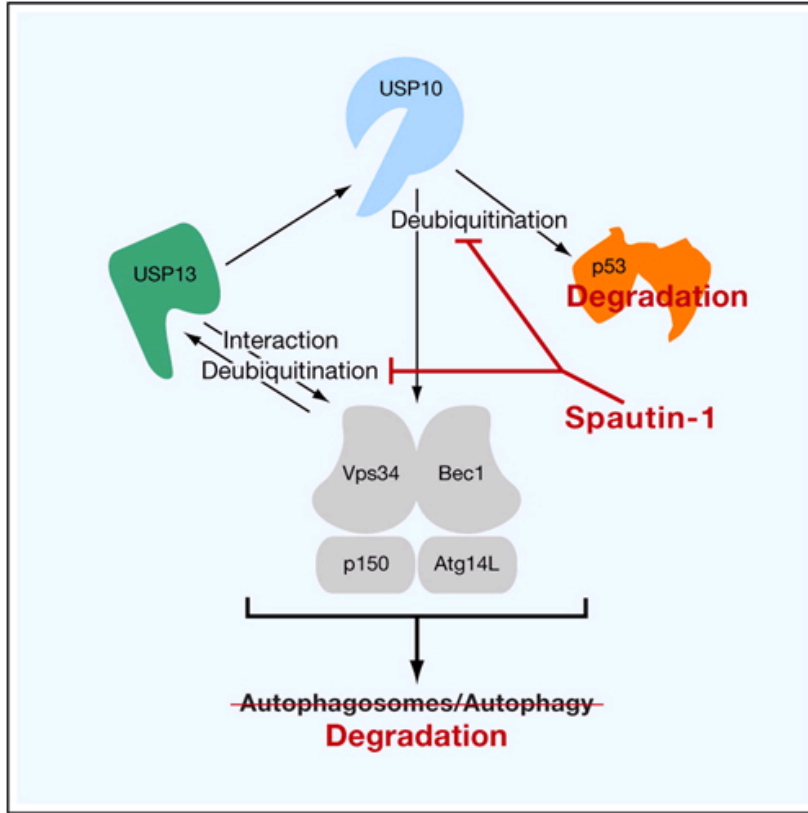 USP10
Deubiquitination
p53
USP13
Degradation
Interaction
Deubiquitination
Spautin-1
Vps34
Bec1
p150
Atg14L
Autophagosomes/Autophagy
Degradation